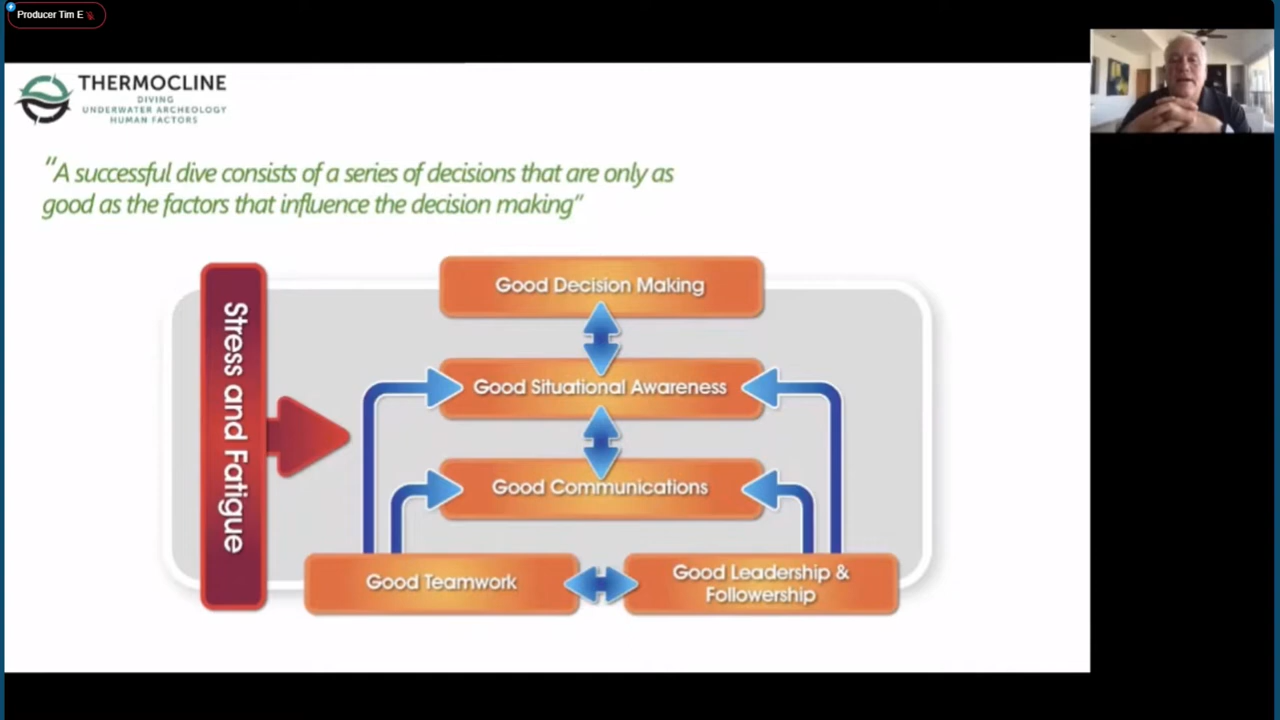 Producer Tim E
THERMOCLINE
DIVING
UNDERWATER ARCHEOLOGY
HUMAN FACTORS
"A successful dive consists of a series of decisions that are only as
good as the factors that influence the decision making"
Stress and Fatigue
Good Decision Making
Good Situational Awareness
Good Communications
Good Teamwork
Good Leadership &
Followership